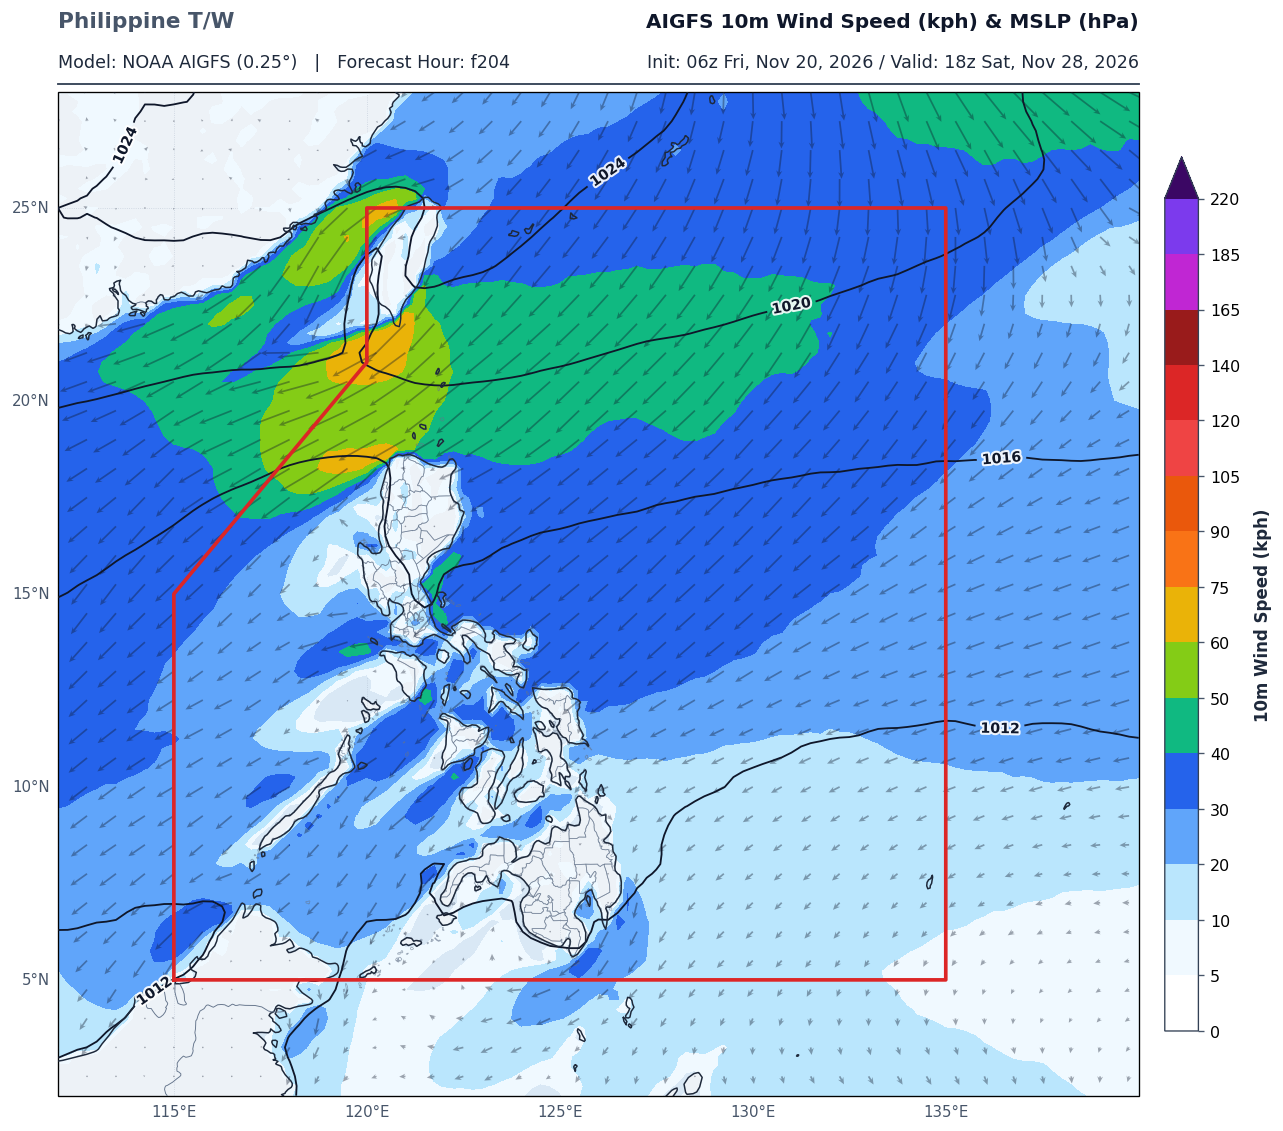 Philippine T/W
AIGFS 10m Wind Speed (kph) & MSLP (hPa)
Model: NOAA AIGFS (0.25°)   |   Forecast Hour: f204
Init: 06z Fri, Nov 20, 2026 / Valid: 18z Sat, Nov 28, 2026
1024
1024
1020
1016
1012
1012
25°N
20°N
15°N
10°N
5°N
115°E
120°E
125°E
130°E
135°E
220
185
165
140
120
105
90
75
60
50
40
30
20
10
5
0
10m Wind Speed (kph)